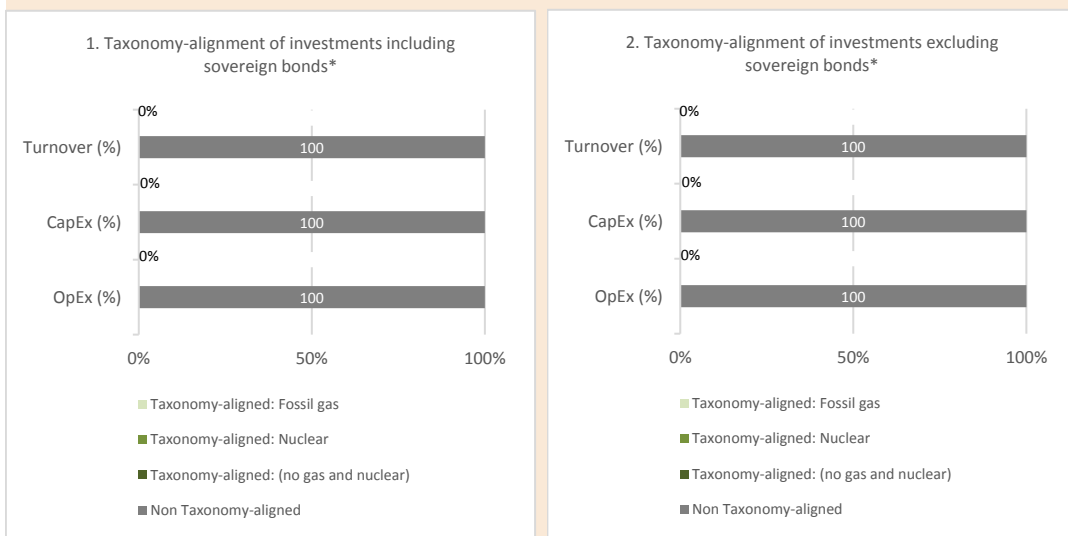 1. Taxonomy-alignment of investments including
sovereign bonds*
0%
Turnover (%)
100
0%
CapEx (%)
100
0%
OpEx (%)
100
0%
50%
100%
Taxonomy-aligned: Fossil gas
Taxonomy-aligned: Nuclear
Taxonomy-aligned: (no gas and nuclear)
Non Taxonomy-aligned
2. Taxonomy-alignment of investments excluding
sovereign bonds*
0%
Turnover (%)
100
0%
CapEx (%)
100
0%
OpEx (%)
100
0%
50%
100%
Taxonomy-aligned: Fossil gas
Taxonomy-aligned: Nuclear
Taxonomy-aligned: (no gas and nuclear)
Non Taxonomy-aligned